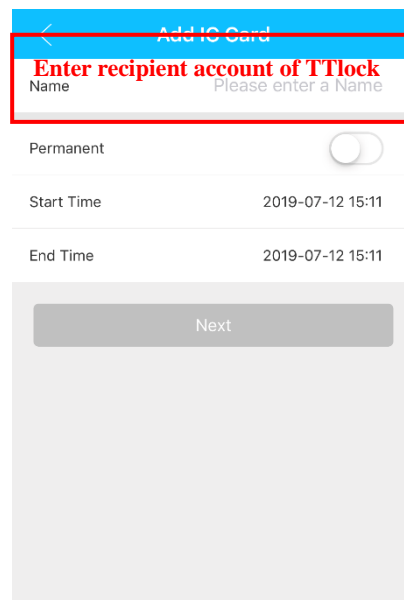 Add IC Card
Enter recipient account of TTlock
Name Please enter a Name
Permanent
Start Time 2019-07-12 15:11
End Time 2019-07-12 15:11
Next